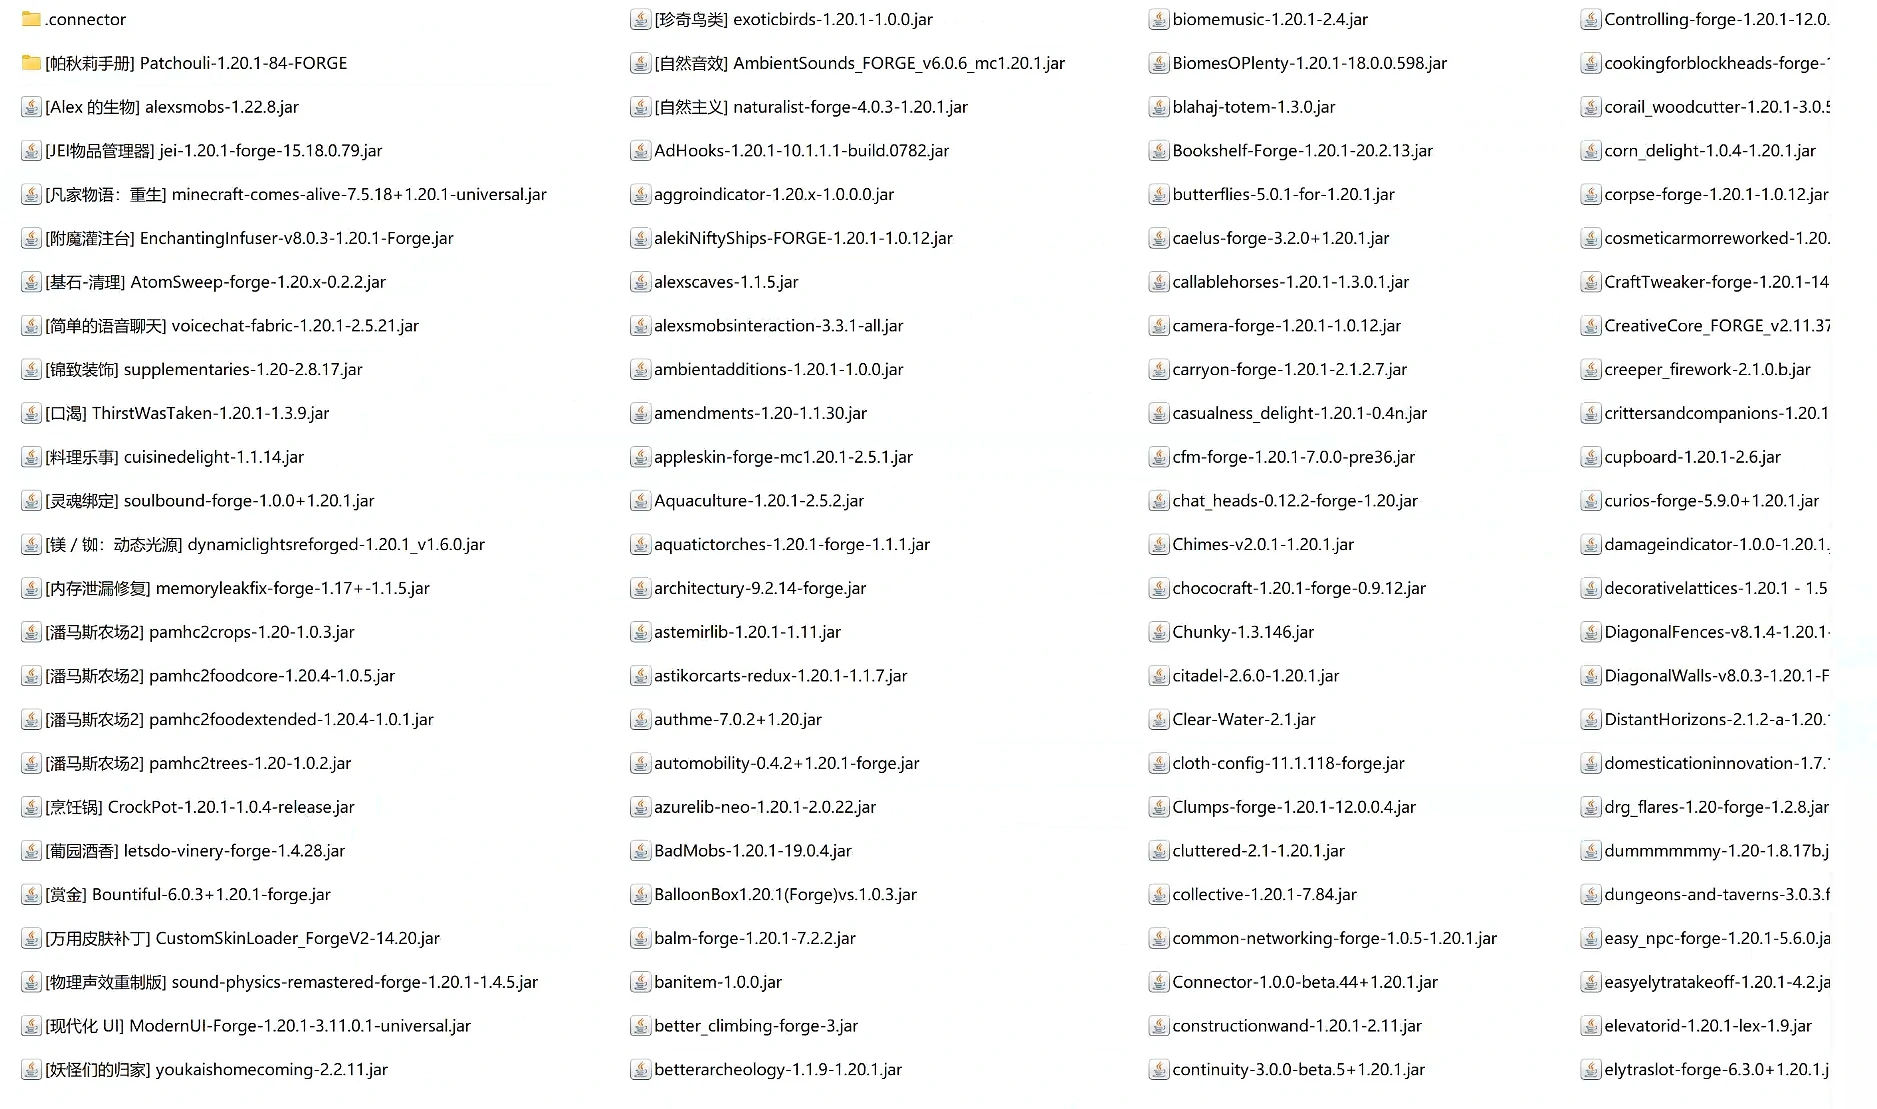 .connector
[帕秋莉手册] Patchouli-1.20.1-84-FORGE
[Alex 的生物] alexsmobs-1.22.8.jar
[JEI物品管理器] jei-1.20.1-forge-15.18.0.79.jar
[凡家物语：重生] minecraft-comes-alive-7.5.18+1.20.1-universal.jar
[附魔灌注台] EnchantingInfuser-v8.0.3-1.20.1-Forge.jar
[基石-清理] AtomSweep-forge-1.20.x-0.2.2.jar
[简单的语音聊天] voicechat-fabric-1.20.1-2.5.21.jar
[锦致装饰] supplementaries-1.20-2.8.17.jar
[口渴] ThirstWasTaken-1.20.1-1.3.9.jar
[料理乐事] cuisinedelight-1.1.14.jar
[灵魂绑定] soulbound-forge-1.0.0+1.20.1.jar
[镁 / 铷：动态光源] dynamiclightsreforged-1.20.1_v1.6.0.jar
[内存泄漏修复] memoryleakfix-forge-1.17+-1.1.5.jar
[潘马斯农场2] pamhc2crops-1.20-1.0.3.jar
[潘马斯农场2] pamhc2foodcore-1.20.4-1.0.5.jar
[潘马斯农场2] pamhc2foodextended-1.20.4-1.0.1.jar
[潘马斯农场2] pamhc2trees-1.20-1.0.2.jar
[烹饪锅] CrockPot-1.20.1-1.0.4-release.jar
[葡园酒香] letsdo-vinery-forge-1.4.28.jar
[赏金] Bountiful-6.0.3+1.20.1-forge.jar
[万用皮肤补丁] CustomSkinLoader_ForgeV2-14.20.jar
[物理声效重制版] sound-physics-remastered-forge-1.20.1-1.4.5.jar
[现代化 UI] ModernUI-Forge-1.20.1-3.11.0.1-universal.jar
[妖怪们的归家] youkaishomecoming-2.2.11.jar
[珍奇鸟类] exoticbirds-1.20.1-1.0.0.jar
[自然音效] AmbientSounds_FORGE_v6.0.6_mc1.20.1.jar
[自然主义] naturalist-forge-4.0.3-1.20.1.jar
AdHooks-1.20.1-10.1.1.1-build.0782.jar
aggroindicator-1.20.x-1.0.0.0.jar
alekiNiftyShips-FORGE-1.20.1-1.0.12.jar
alexscaves-1.1.5.jar
alexsmobsinteraction-3.3.1-all.jar
ambientadditions-1.20.1-1.0.0.jar
amendments-1.20-1.1.30.jar
appleskin-forge-mc1.20.1-2.5.1.jar
Aquaculture-1.20.1-2.5.2.jar
aquatictorches-1.20.1-forge-1.1.1.jar
architectury-9.2.14-forge.jar
astemirlib-1.20.1-1.11.jar
astikorcarts-redux-1.20.1-1.1.7.jar
authme-7.0.2+1.20.jar
automobility-0.4.2+1.20.1-forge.jar
azurelib-neo-1.20.1-2.0.22.jar
BadMobs-1.20.1-19.0.4.jar
BalloonBox1.20.1(Forge)vs.1.0.3.jar
balm-forge-1.20.1-7.2.2.jar
banitem-1.0.0.jar
better_climbing-forge-3.jar
betterarcheology-1.1.9-1.20.1.jar
biomemusic-1.20.1-2.4.jar
BiomesOPlenty-1.20.1-18.0.0.598.jar
blahaj-totem-1.3.0.jar
Bookshelf-Forge-1.20.1-20.2.13.jar
butterflies-5.0.1-for-1.20.1.jar
caelus-forge-3.2.0+1.20.1.jar
callablehorses-1.20.1-1.3.0.1.jar
camera-forge-1.20.1-1.0.12.jar
carryon-forge-1.20.1-2.1.2.7.jar
casualness_delight-1.20.1-0.4n.jar
cfm-forge-1.20.1-7.0.0-pre36.jar
chat_heads-0.12.2-forge-1.20.jar
Chimes-v2.0.1-1.20.1.jar
chococraft-1.20.1-forge-0.9.12.jar
Chunky-1.3.146.jar
citadel-2.6.0-1.20.1.jar
Clear-Water-2.1.jar
cloth-config-11.1.118-forge.jar
Clumps-forge-1.20.1-12.0.0.4.jar
cluttered-2.1-1.20.1.jar
collective-1.20.1-7.84.jar
common-networking-forge-1.0.5-1.20.1.jar
Connector-1.0.0-beta.44+1.20.1.jar
constructionwand-1.20.1-2.11.jar
continuity-3.0.0-beta.5+1.20.1.jar
Controlling-forge-1.20.1-12.0.
cookingforblockheads-forge-1
corail_woodcutter-1.20.1-3.0.5
corn_delight-1.0.4-1.20.1.jar
corpse-forge-1.20.1-1.0.12.jar
cosmeticarmorreworked-1.20.
CraftTweaker-forge-1.20.1-14
CreativeCore_FORGE_v2.11.37
creeper_firework-2.1.0.b.jar
crittersandcompanions-1.20.1
cupboard-1.20.1-2.6.jar
curios-forge-5.9.0+1.20.1.jar
damageindicator-1.0.0-1.20.1.
decorativelattices-1.20.1 - 1.5
DiagonalFences-v8.1.4-1.20.1-
DiagonalWalls-v8.0.3-1.20.1-F
DistantHorizons-2.1.2-a-1.20.1
domesticationinnovation-1.7.1
drg_flares-1.20-forge-1.2.8.jar
dummmmmmy-1.20-1.8.17b.j
dungeons-and-taverns-3.0.3.f
easy_npc-forge-1.20.1-5.6.0.ja
easyelytratakeoff-1.20.1-4.2.ja
elevatorid-1.20.1-lex-1.9.jar
elytraslot-forge-6.3.0+1.20.1.j